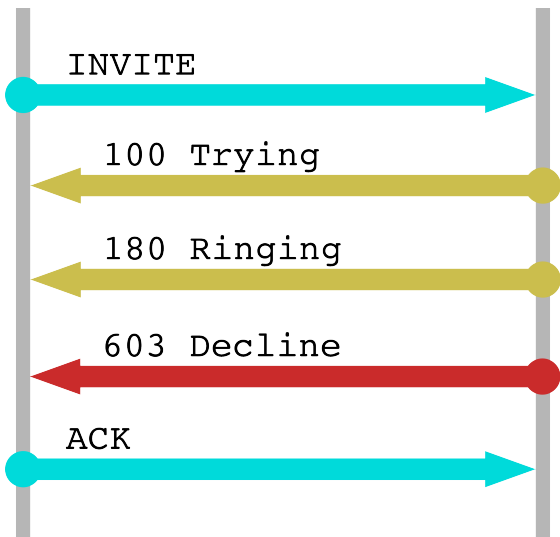 INVITE
100 Trying
180 Ringing
603 Decline
ACK